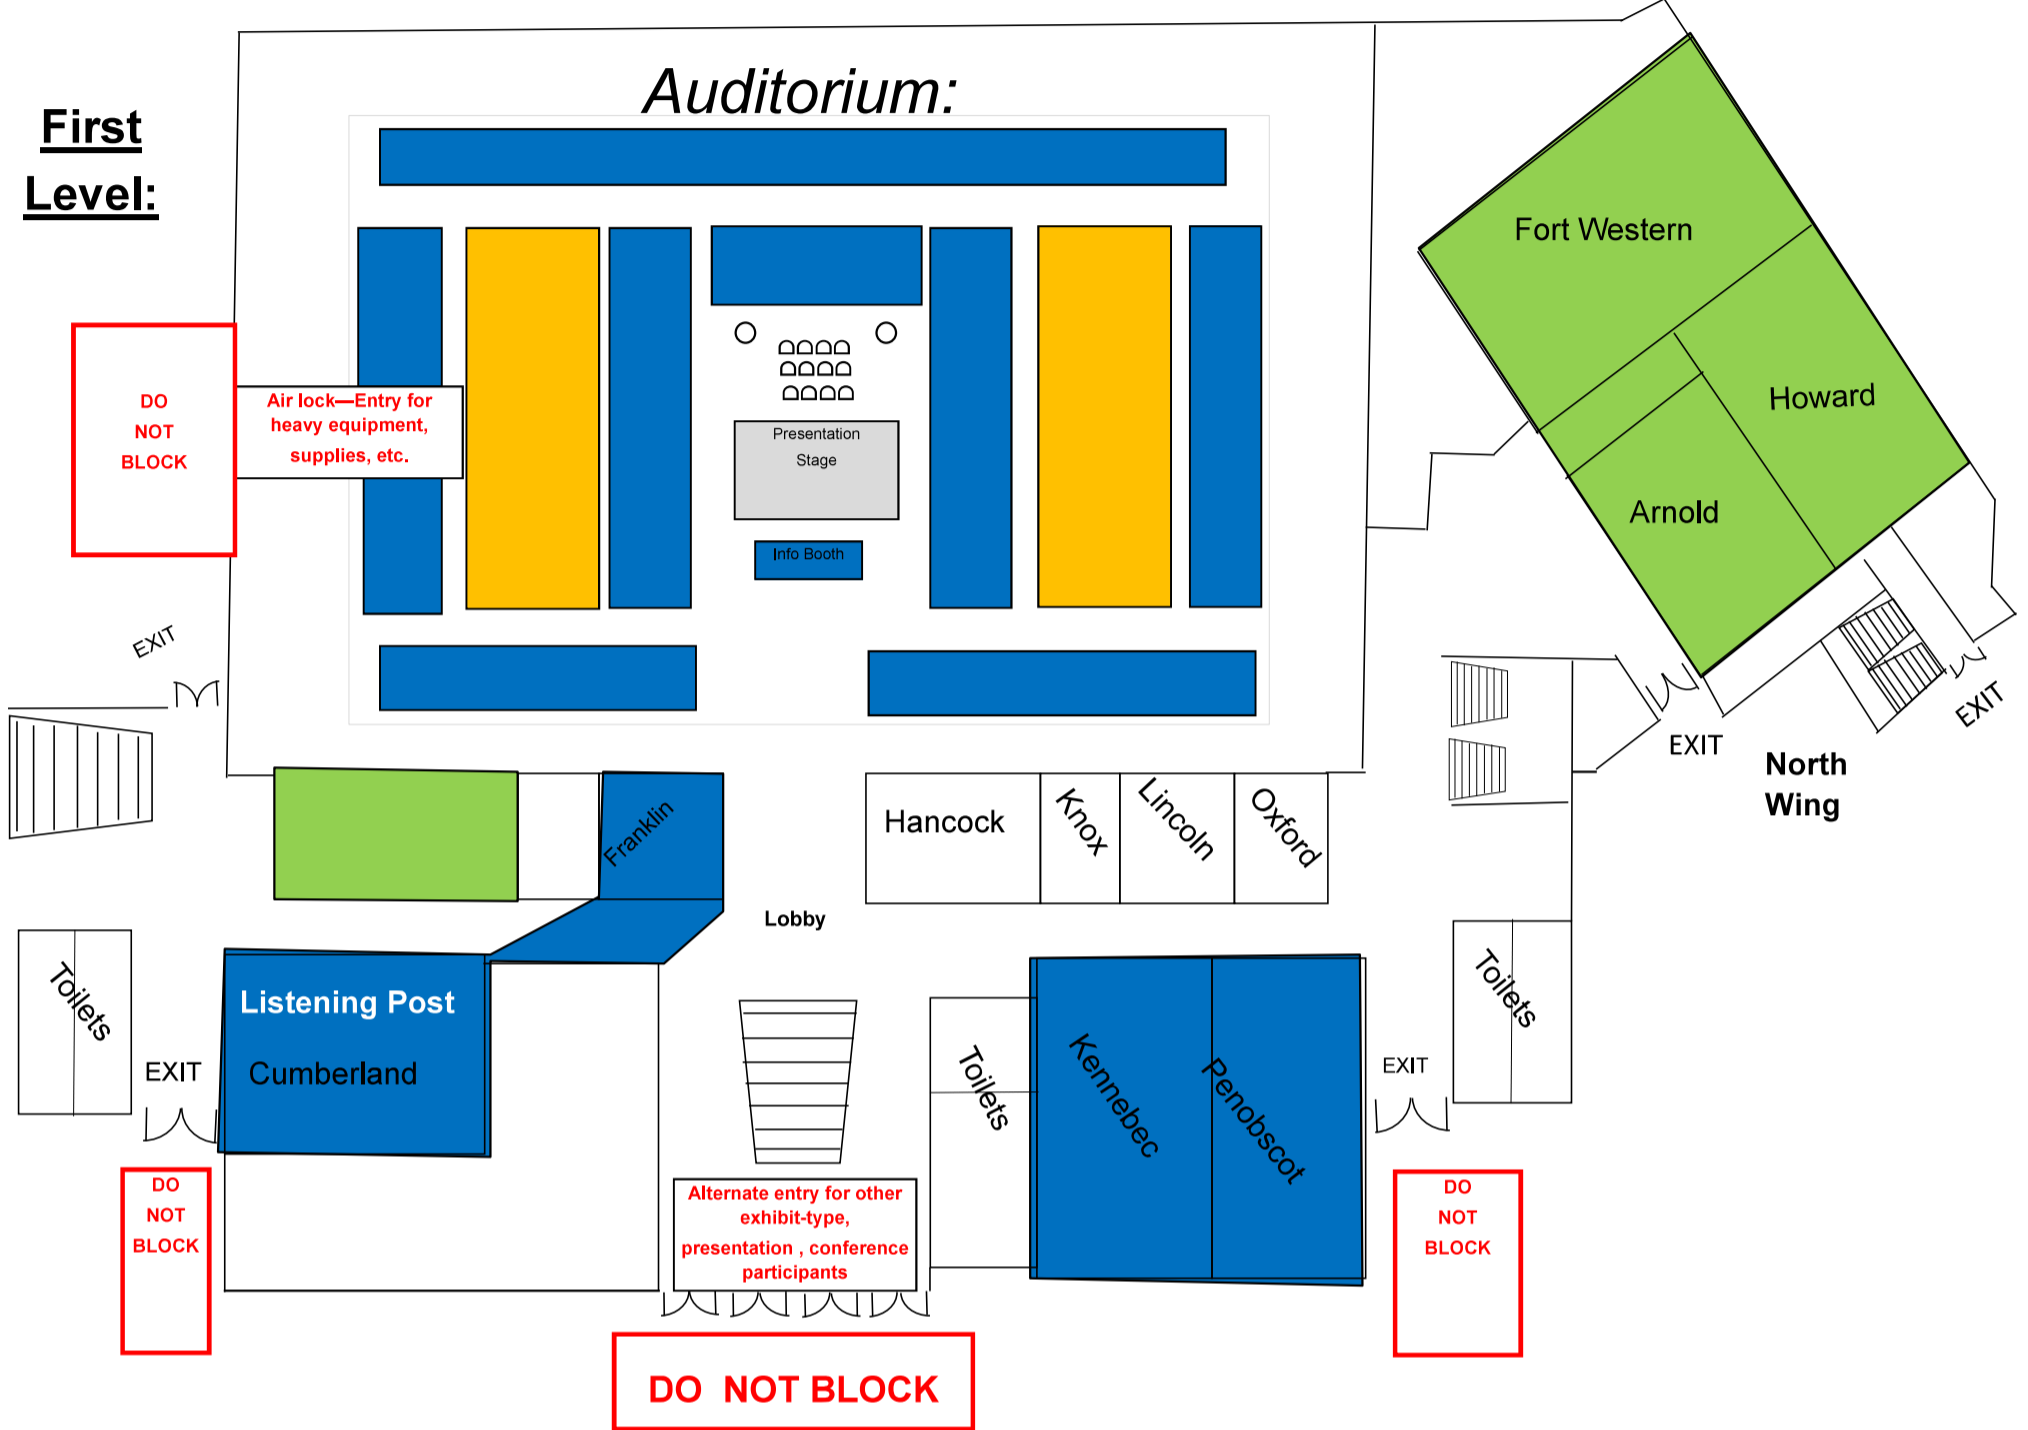 Auditorium:
First
Level:
Fort Western
Howard
Arnold
DO
NOT
BLOCK
Air lock—Entry for
heavy equipment,
supplies, etc.
Presentation
Stage
Info Booth
EXIT
EXIT
EXIT
North
Wing
Franklin
Hancock
Knox
Lincoln
Oxford
Lobby
Toilets
Listening Post
Cumberland
EXIT
Toilets
Kennebec
Penobscot
EXIT
Toilets
DO
NOT
BLOCK
Alternate entry for other
exhibit-type,
presentation , conference
participants
DO
NOT
BLOCK
DO NOT BLOCK